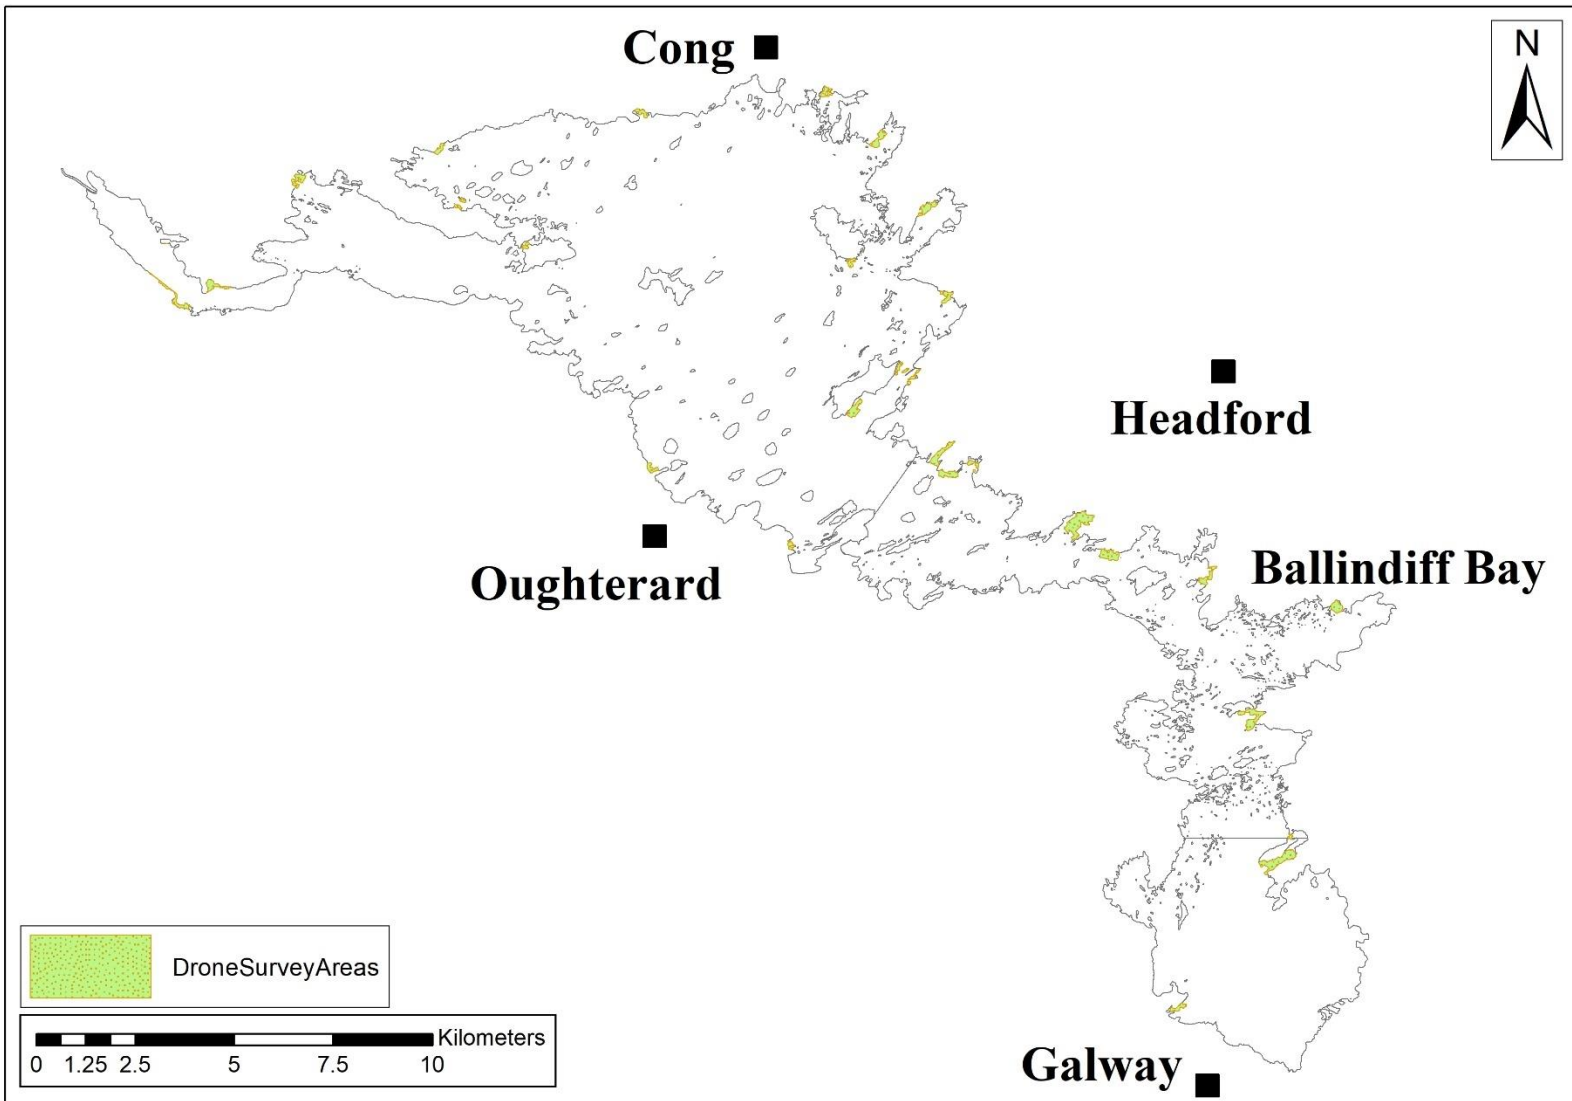 N
Cong
Headford
Oughterard
Ballindiff Bay
DroneSurveyAreas
Kilometers
0 1.25 2.5 5 7.5 10
Galway